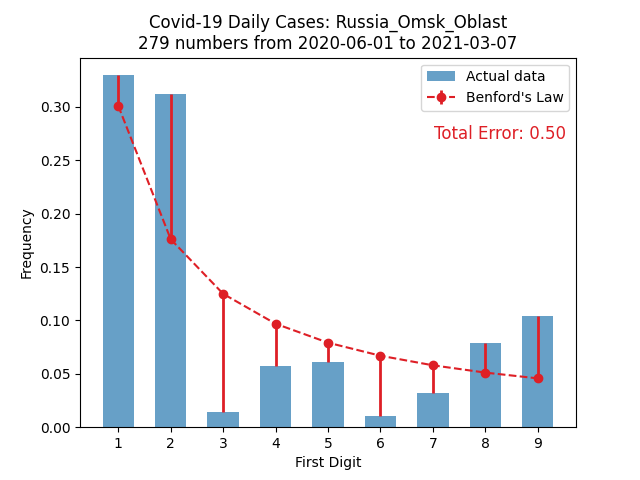 Covid-19 Daily Cases: Russia_Omsk_Oblast
279 numbers from 2020-06-01 to 2021-03-07
Actual data
Benford's Law
Total Error: 0.50
Frequency
0.30
0.25
0.20
0.15
0.10
0.05
0.00
1 2 3 4 5 6 7 8 9
First Digit